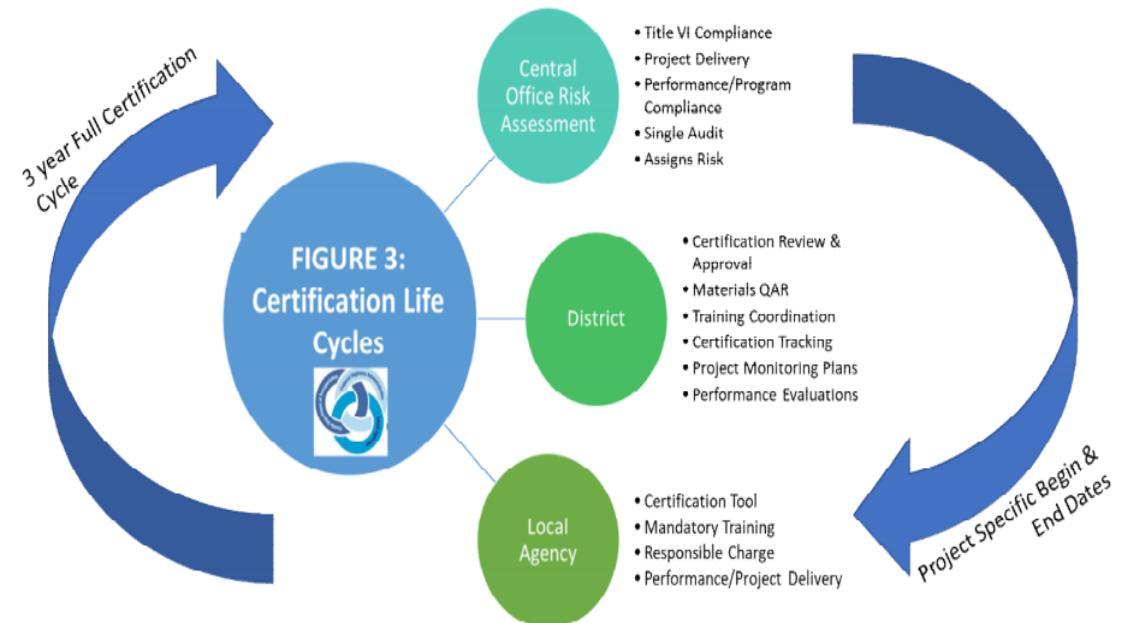 3 year Full Certification
Cycle
FIGURE 3:
Certification Life
Cycles
Central
Office Risk
Assessment
• Title VI Compliance
• Project Delivery
• Performance/Program
Compliance
• Single Audit
• Assigns Risk
District
• Certification Review &
Approval
• Materials QAR
• Training Coordination
• Certification Tracking
• Project Monitoring Plans
• Performance Evaluations
Local
Agency
• Certification Tool
• Mandatory Training
• Responsible Charge
• Performance/Project Delivery
Project Specific Begin &
End Dates